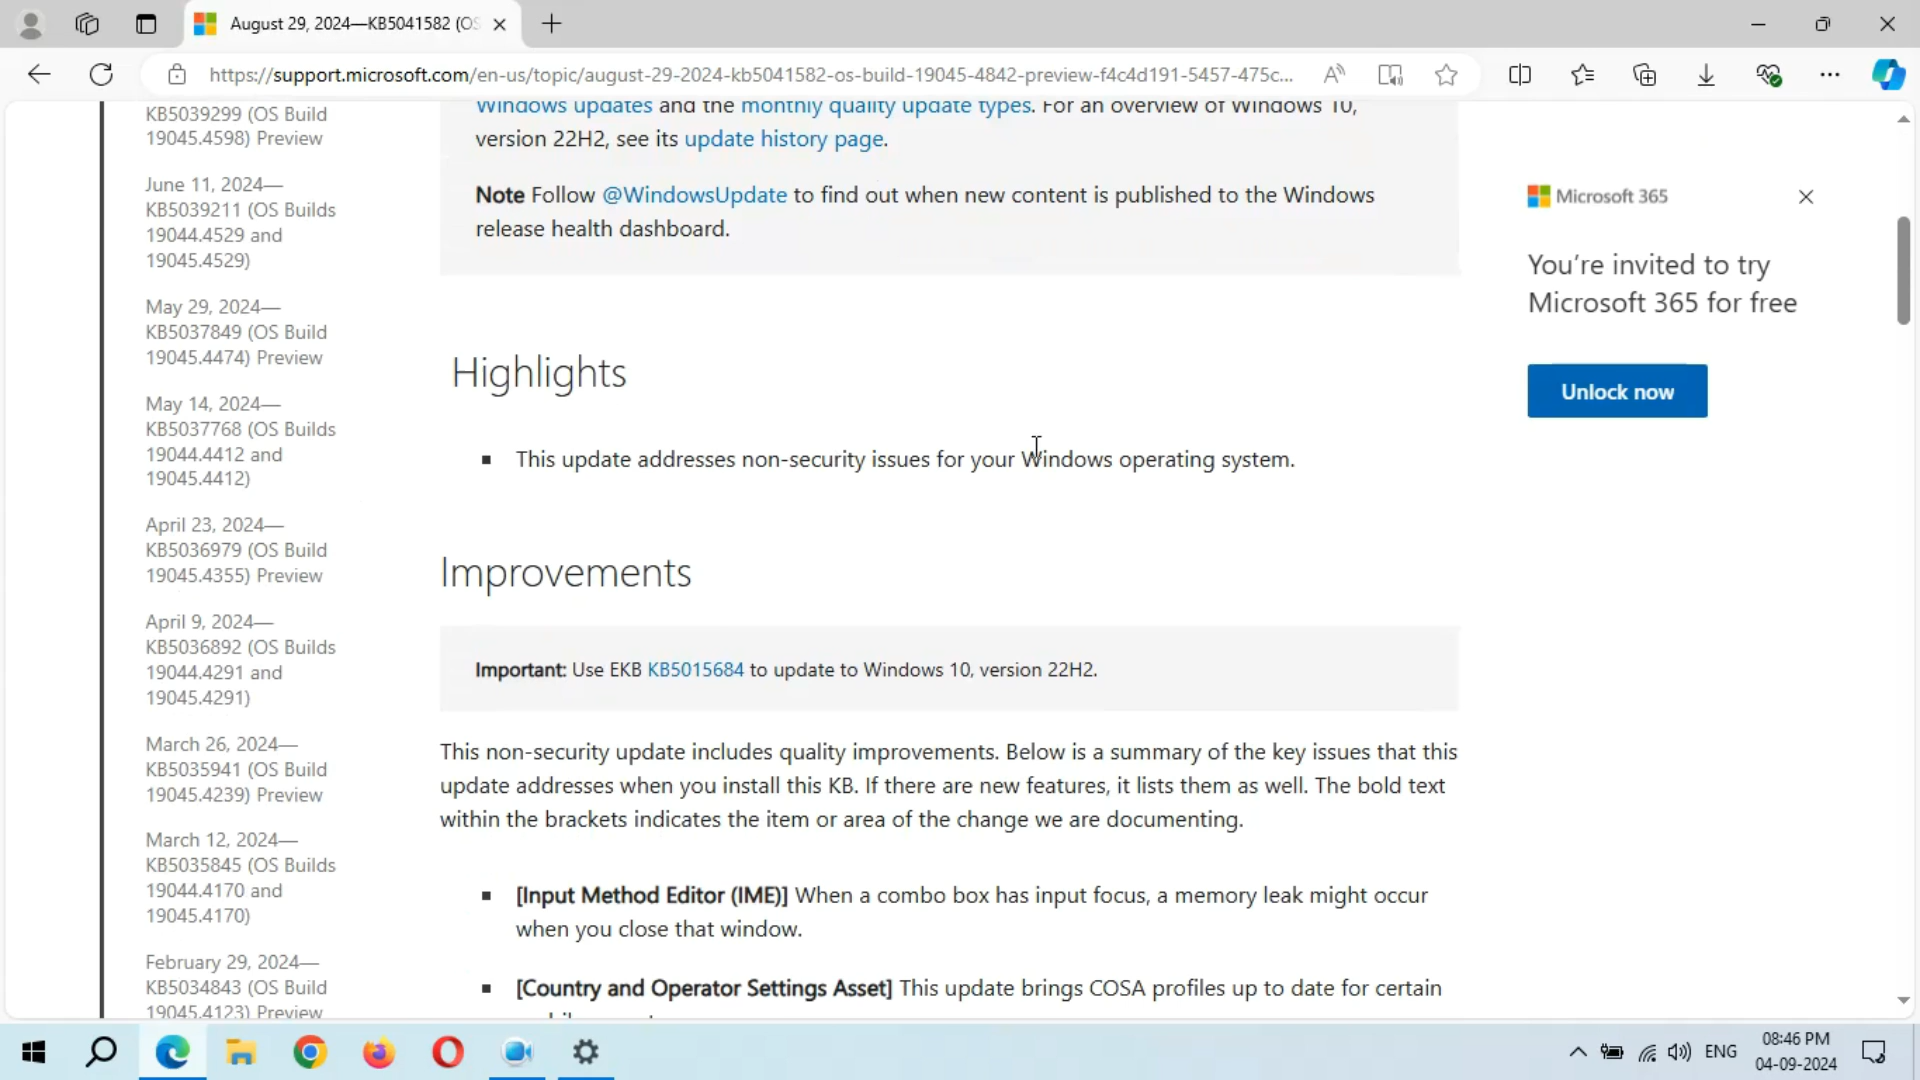 August 29, 2024—KB5041582 (OS
https://support.microsoft.com/en-us/topic/august-29-2024-kb5041582-os-build-19045-4842-preview-f4c4d191-5457-475c...
KB5039299 (OS Build
19045.4598) Preview
June 11, 2024—
KB5039211 (OS Builds
19044.4529 and
19045.4529)
May 29, 2024—
KB5037849 (OS Build
19045.4474) Preview
May 14, 2024—
KB5037768 (OS Builds
19044.4412 and
19045.4412)
April 23, 2024—
KB5036979 (OS Build
19045.4355) Preview
April 9, 2024—
KB5036892 (OS Builds
19044.4291 and
19045.4291)
March 26, 2024—
KB5035941 (OS Build
19045.4239) Preview
March 12, 2024—
KB5035845 (OS Builds
19044.4170 and
19045.4170)
February 29, 2024—
KB5034843 (OS Build
19045.4123) Preview
Windows updates and the monthly quality update types. For an overview of Windows 10,
version 22H2, see its update history page.
Note Follow @WindowsUpdate to find out when new content is published to the Windows
release health dashboard.
Highlights
This update addresses non-security issues for your Windows operating system.
Improvements
Important: Use EKB KB5015684 to update to Windows 10, version 22H2.
This non-security update includes quality improvements. Below is a summary of the key issues that this
update addresses when you install this KB. If there are new features, it lists them as well. The bold text
within the brackets indicates the item or area of the change we are documenting.
[Input Method Editor (IME)] When a combo box has input focus, a memory leak might occur
when you close that window.
[Country and Operator Settings Asset] This update brings COSA profiles up to date for certain
Microsoft 365
You're invited to try
Microsoft 365 for free
Unlock now
ENG
08:46 PM
04-09-2024